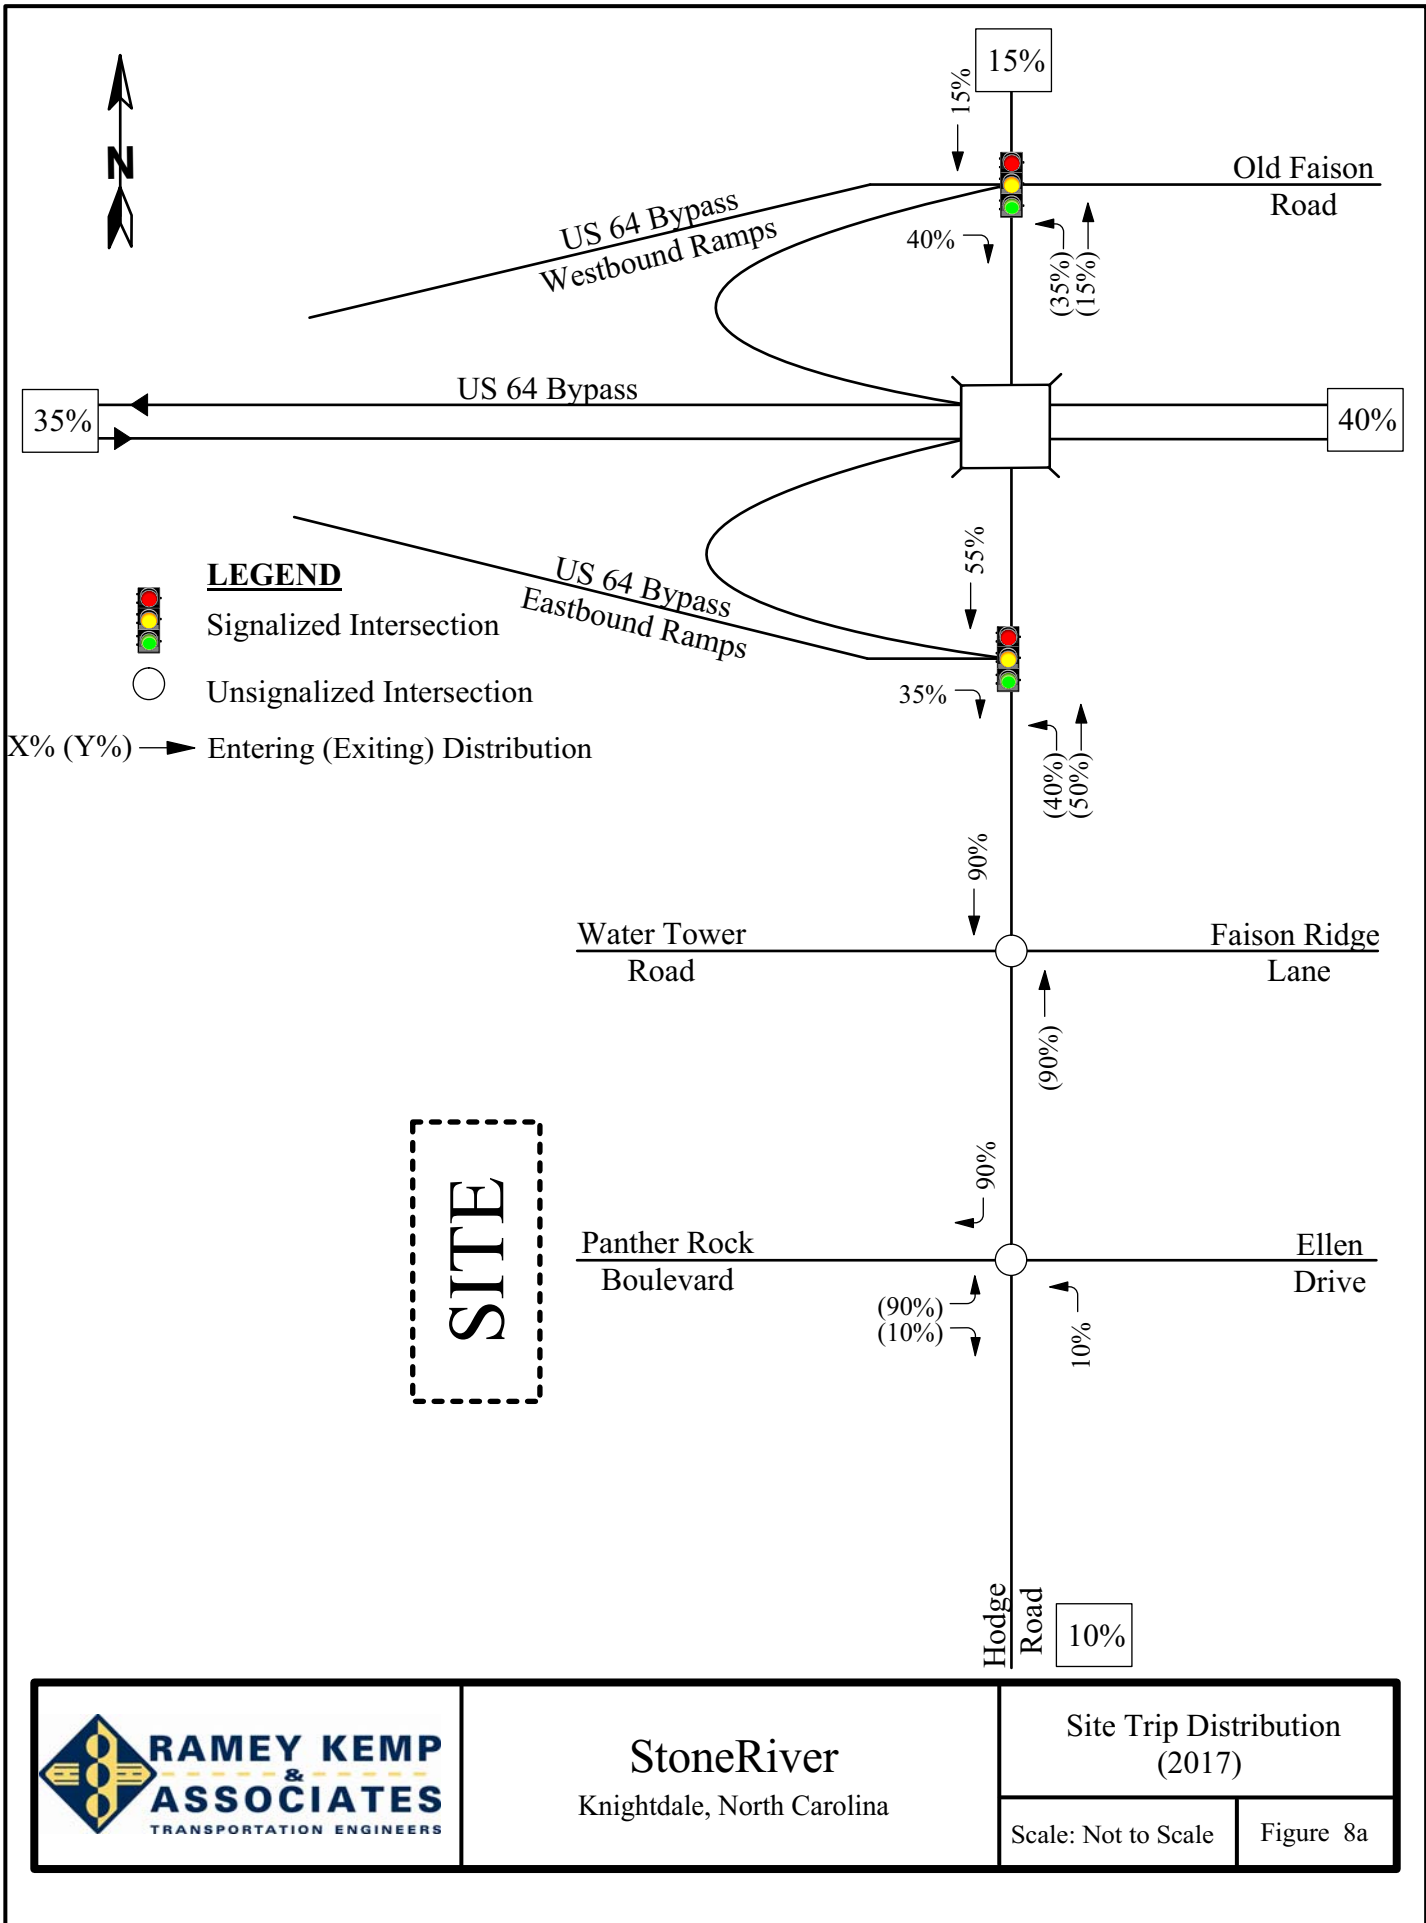 15%
15%
N
Old Faison
Road
US 64 Bypass
Westbound Ramps
40%
(35%)
(15%)
US 64 Bypass
35%
40%
55%
US 64 Bypass
Eastbound Ramps
LEGEND
Signalized Intersection
Unsignalized Intersection
X% (Y%) Entering (Exiting) Distribution
35%
(40%)
(50%)
90%
Water Tower
Road
Faison Ridge
Lane
(90%)
SITE
90%
Panther Rock
Boulevard
Ellen
Drive
(90%)
(10%)
10%
Hodge
Road
10%
RAMEY KEMP
&
ASSOCIATES
TRANSPORTATION ENGINEERS
StoneRiver
Knightdale, North Carolina
Site Trip Distribution
(2017)
Scale: Not to Scale
Figure 8a